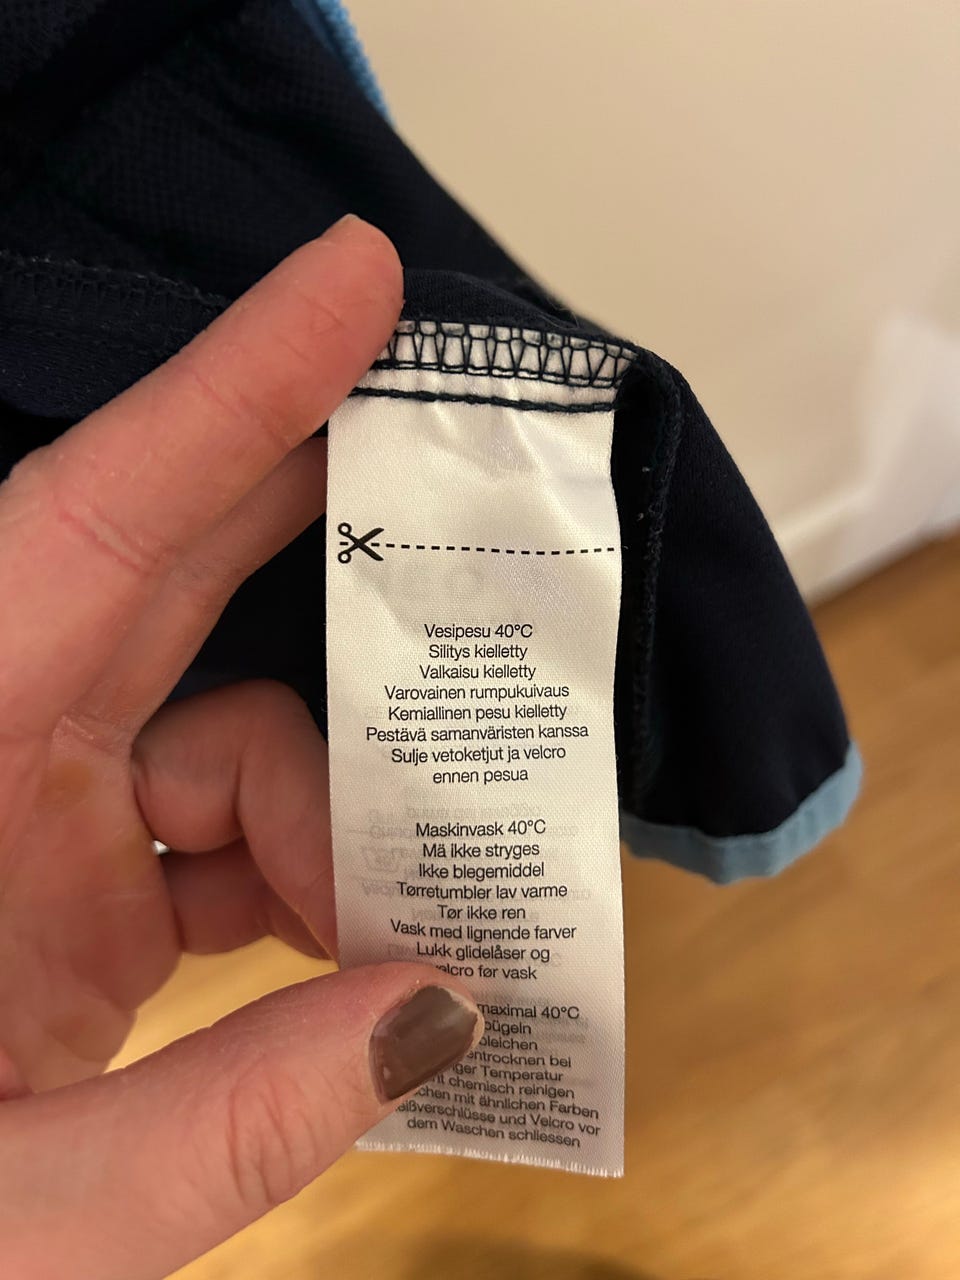 Vesipesu 40°C
Silitys kielletty
Valkaisu kielletty
Varovainen rumpukuivaus
Kemiallinen pesu kielletty
Pestävä samanväristen kanssa
Sulje vetoketjut ja velcro
ennen pesua
Maskinvask 40°C
Mä ikke stryges
Ikke blegemiddel
Tørretumbler lav varme
Tør ikke ren
Vask med lignende farver
Lukk glidelåser og
før vask
maximal 40°C
bei
Temperatur
chemisch reinigen
mit ähnlichen Farben
und Velcro vor
dem Waschen schliessen